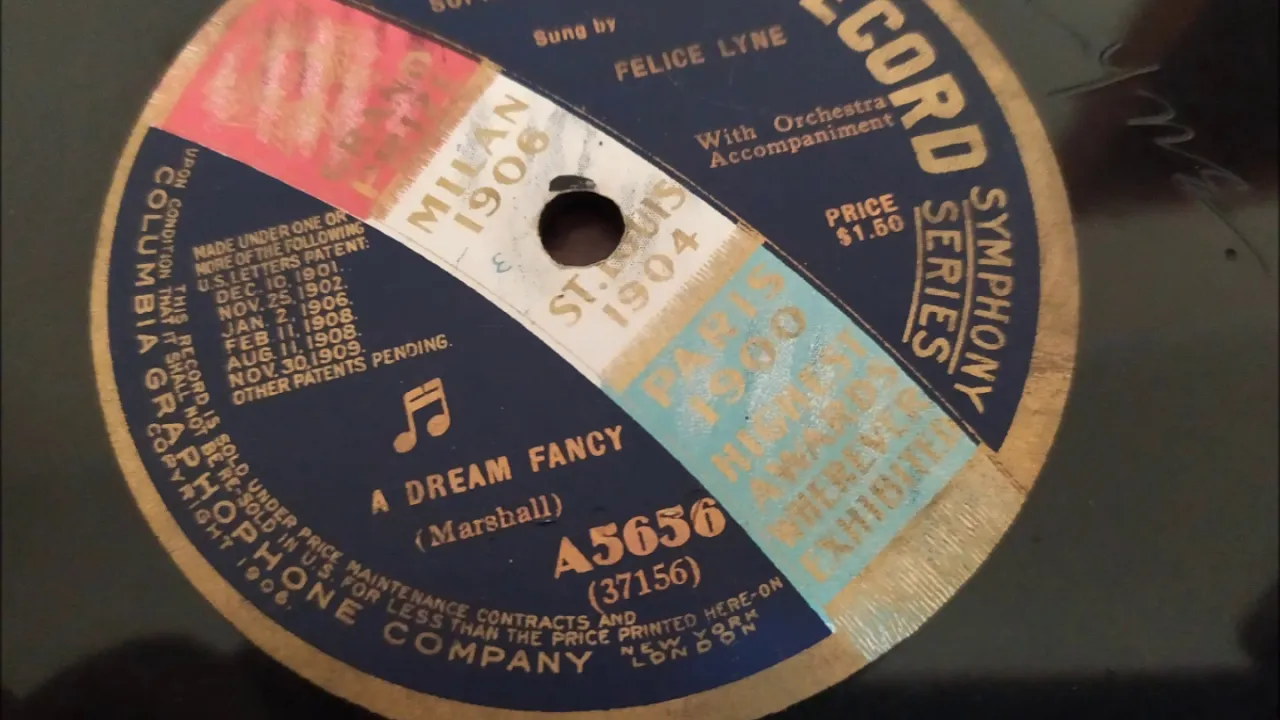 Sung by
FELICE LYNE
With Orchestra
Accompaniment
RECORD
SYMPHONY
SERIES
PRICE
$1.50
GRAND
MILAN
1906
ST. LOUIS
1904
PARIS
1900
HIGHEST
AWARDS
WHEREVER
EXHIBITED
MADE UNDER ONE OR
MORE OF THE FOLLOWING
U.S. LETTERS PATENT:
DEC. 10, 1901.
NOV. 25, 1902.
JAN. 2, 1906.
FEB. 11, 1908.
AUG. 11, 1908.
NOV. 30, 1909.
OTHER PATENTS PENDING.
A DREAM FANCY
(Marshall)
A5656
(37156)
THIS RECORD IS SOLD UNDER PRICE MAINTENANCE CONTRACTS AND
UPON CONDITION THAT IT SHALL NOT BE RE-SOLD IN U.S. FOR LESS THAN THE PRICE PRINTED HERE-ON
COLUMBIA GRAPHOPHONE COMPANY
NEW YORK
LONDON
COPYRIGHT 1908.